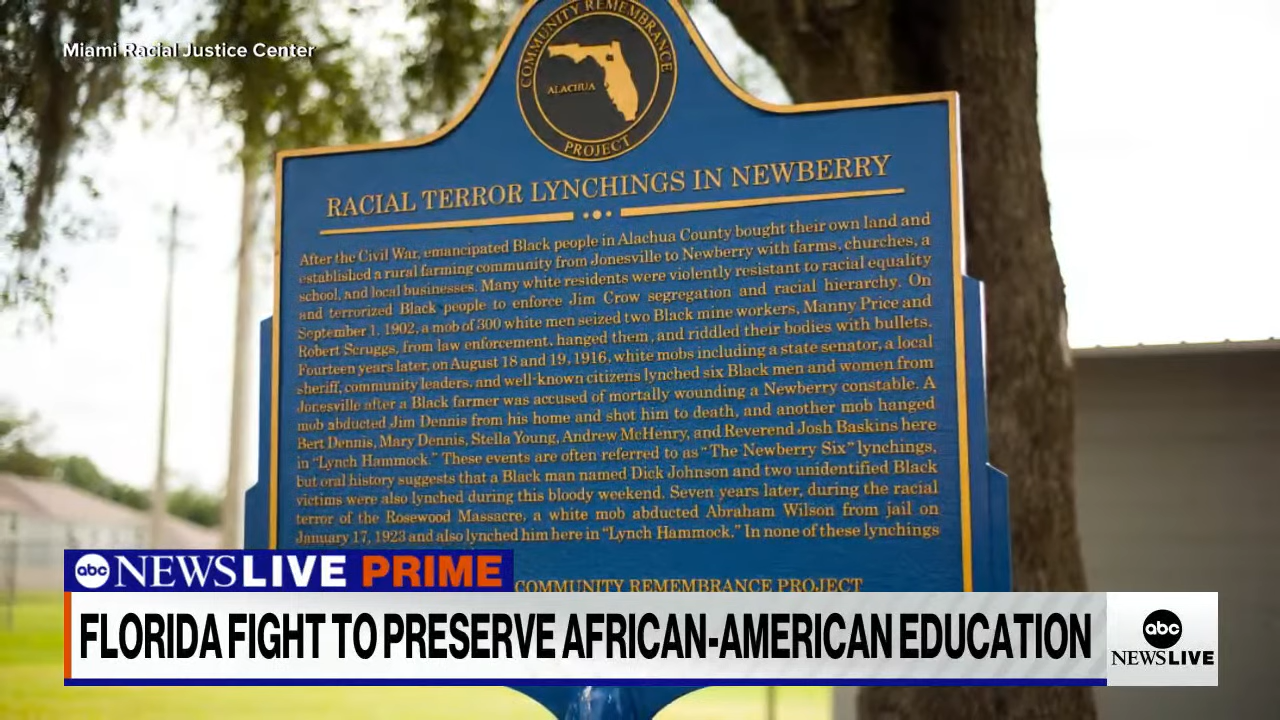 Miami Racial Justice Center
COMMUNITY REMEMBRANCE
ALACHUA
PROJECT
RACIAL TERROR LYNCHINGS IN NEWBERRY
After the Civil War, emancipated Black people in Alachua County bought their own land and
established a rural farming community from Jonesville to Newberry with farms, churches, a
school, and local businesses. Many white residents were violently resistant to racial equality
and terrorized Black people to enforce Jim Crow segregation and racial hierarchy. On
September 1, 1902, a mob of 300 white men seized two Black mine workers, Manny Price and
Robert Scruggs, from law enforcement, hanged them, and riddled their bodies with bullets.
Fourteen years later, on August 18 and 19, 1916, white mobs including a state senator, a local
sheriff, community leaders, and well-known citizens lynched six Black men and women from
Jonesville after a Black farmer was accused of mortally wounding a Newberry constable. A
mob abducted Jim Dennis from his home and shot him to death, and another mob hanged
Bert Dennis, Mary Dennis, Stella Young, Andrew McHenry, and Reverend Josh Baskins here
in "Lynch Hammock." These events are often referred to as "The Newberry Six" lynchings,
but oral history suggests that a Black man named Dick Johnson and two unidentified Black
victims were also lynched during this bloody weekend. Seven years later, during the racial
terror of the Rosewood Massacre, a white mob abducted Abraham Wilson from jail on
January 17, 1923 and also lynched him here in "Lynch Hammock." In none of these lynchings
COMMUNITY REMEMBRANCE PROJECT
abc NEWS LIVE PRIME
FLORIDA FIGHT TO PRESERVE AFRICAN-AMERICAN EDUCATION
abc
NEWS LIVE